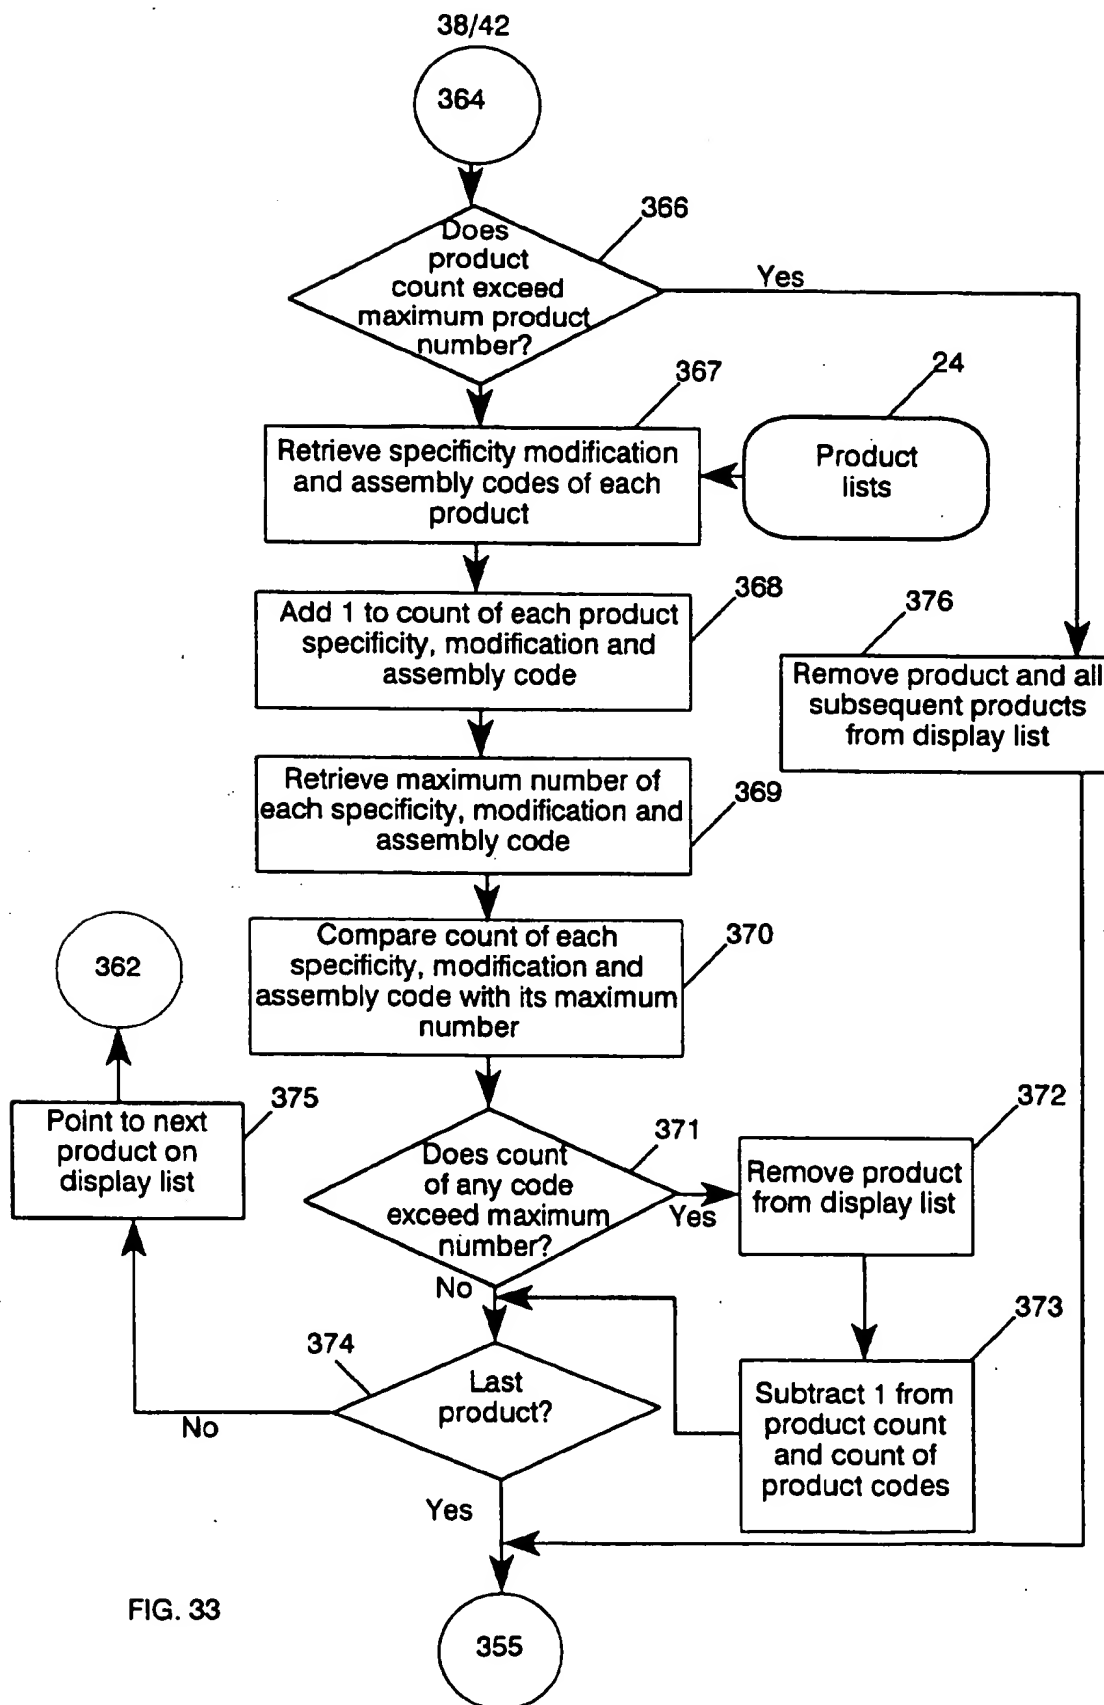 38/42
364
366
Does
product
count exceed
maximum product
number?
Yes
367
24
Retrieve specificity modification
and assembly codes of each
product
Product
lists
368
Add 1 to count of each product
specificity, modification and
assembly code
376
Remove product and all
subsequent products
from display list
Retrieve maximum number of
each specificity, modification and
assembly code
369
362
Compare count of each
specificity, modification and
assembly code with its maximum
number
370
375
Point to next
product on
display list
371
Does count
of any code
exceed maximum
number?
Yes
372
Remove product
from display list
No
373
374
Last
product?
No
Subtract 1 from
product count
and count of
product codes
Yes
FIG. 33
355